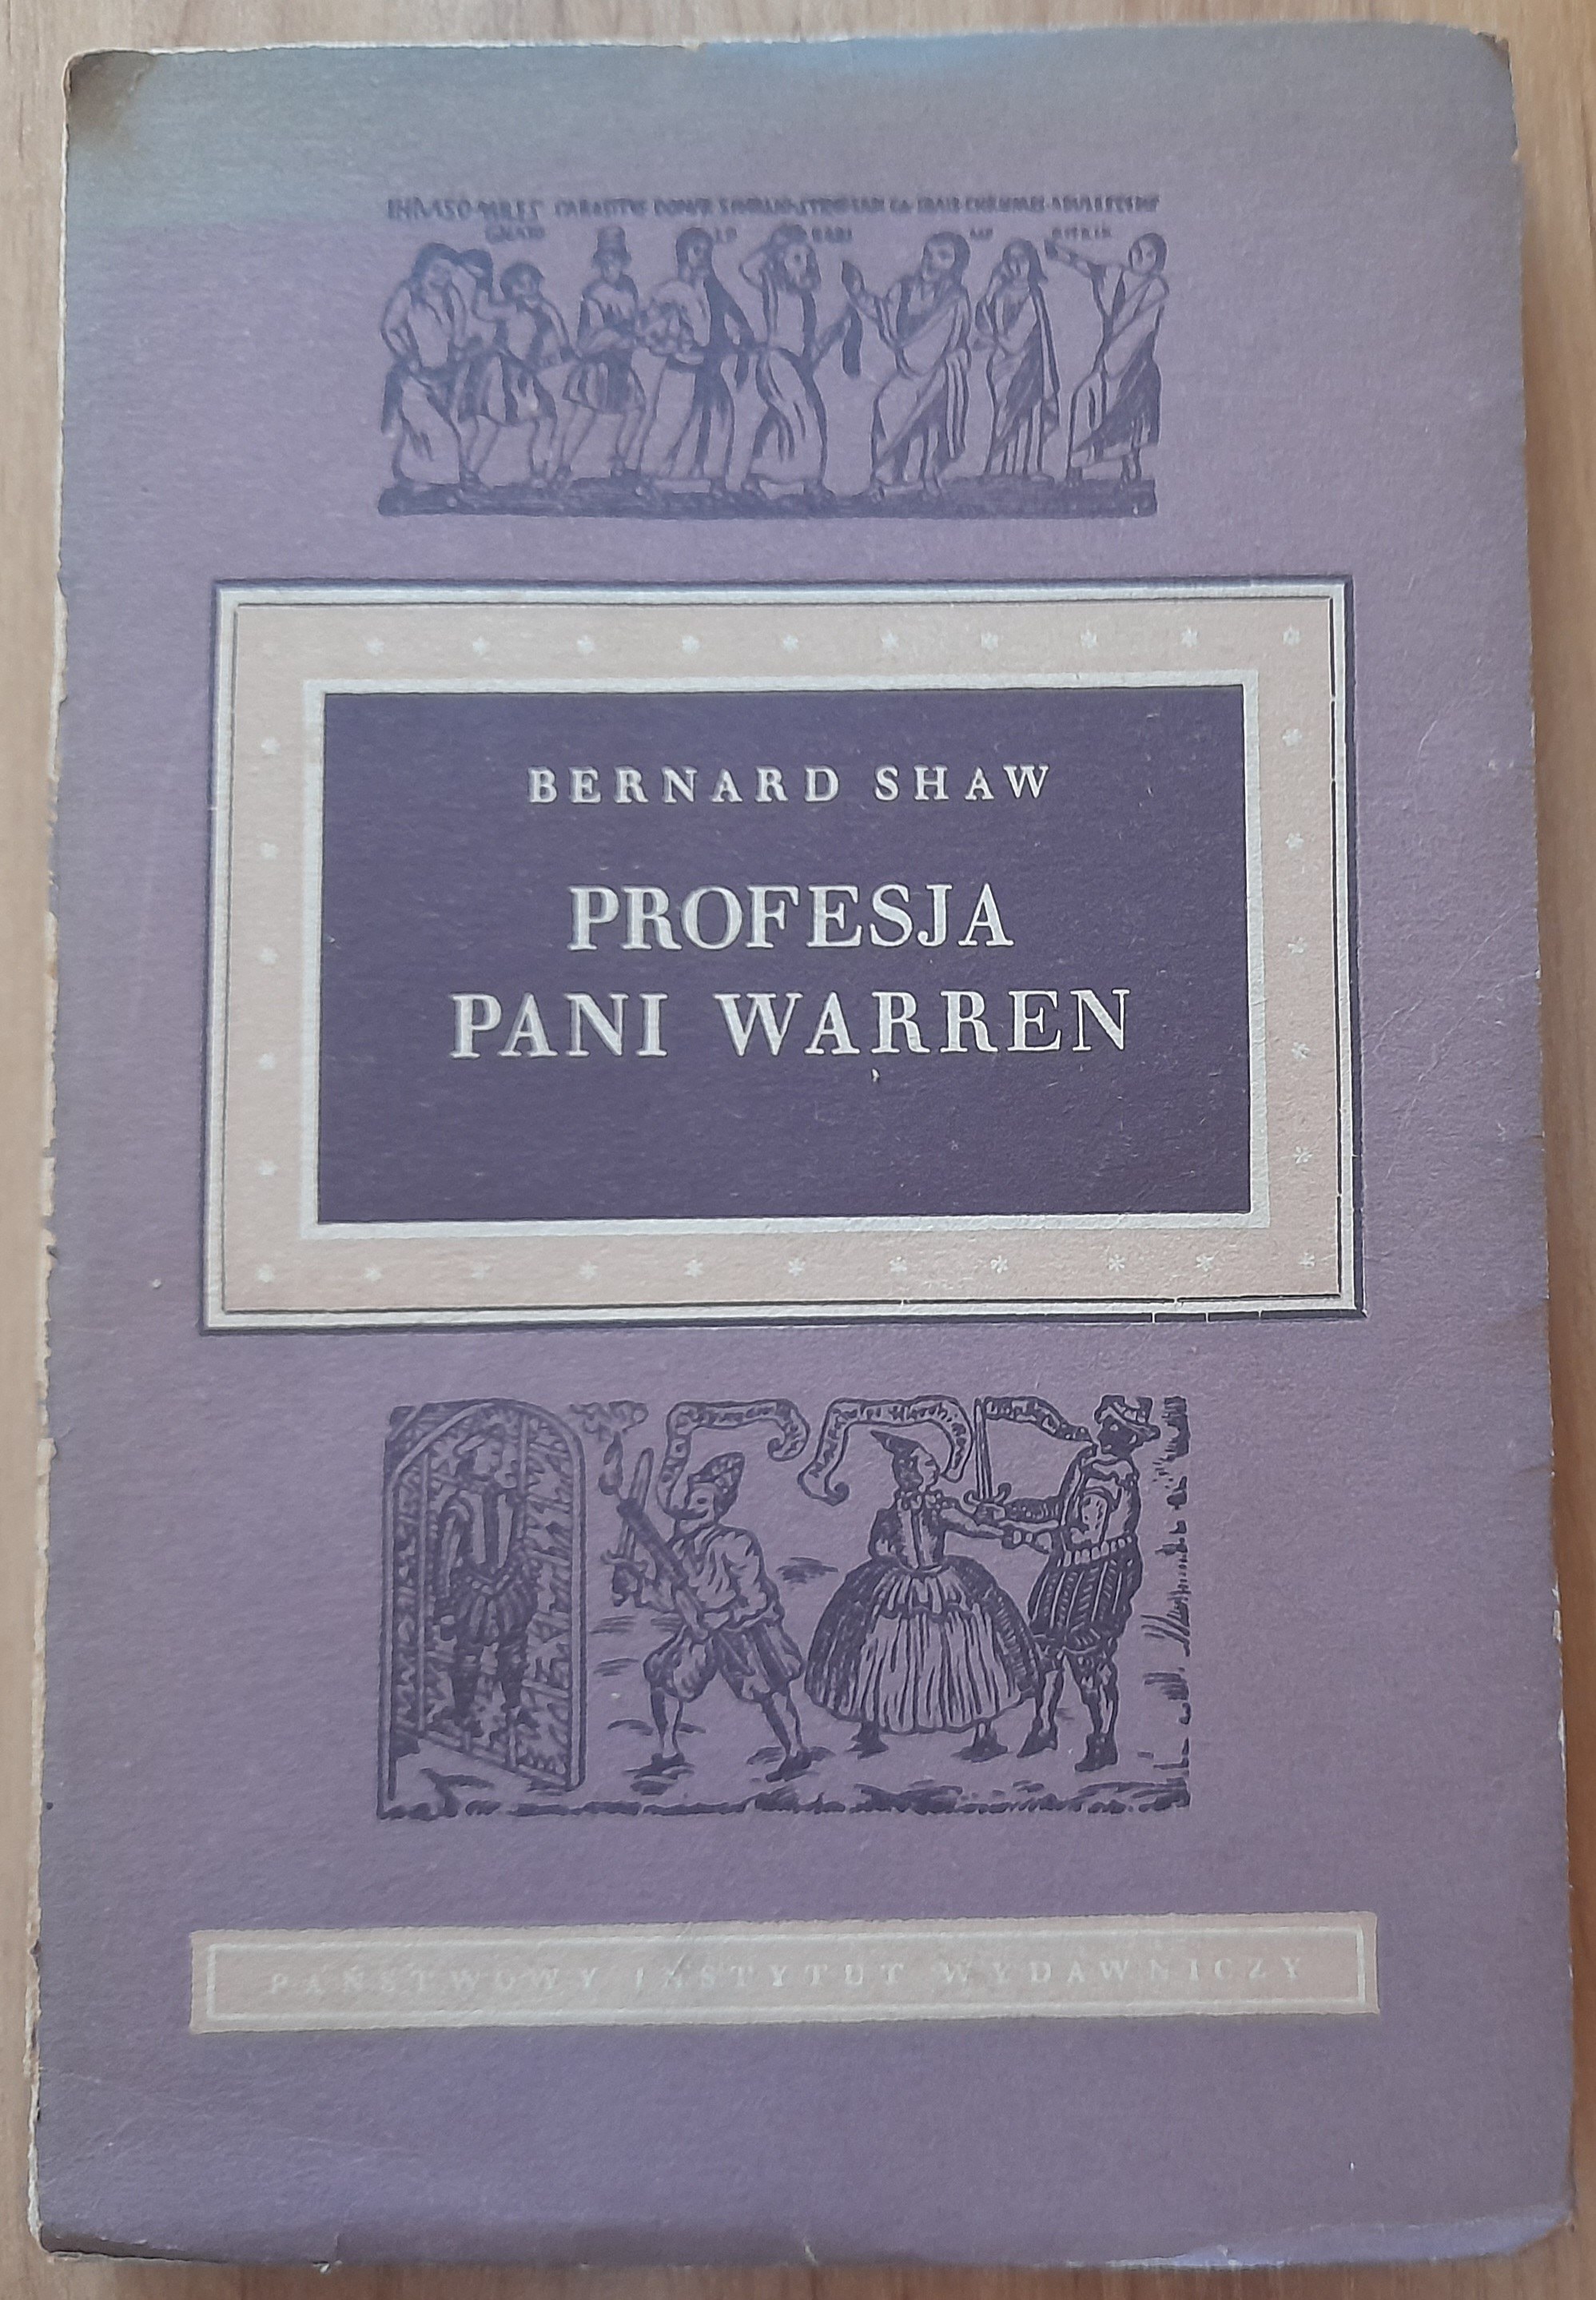 BERNARD SHAW
PROFESJA
PANI WARREN
PAŃSTWOWY INSTYTUT WYDAWNICZY